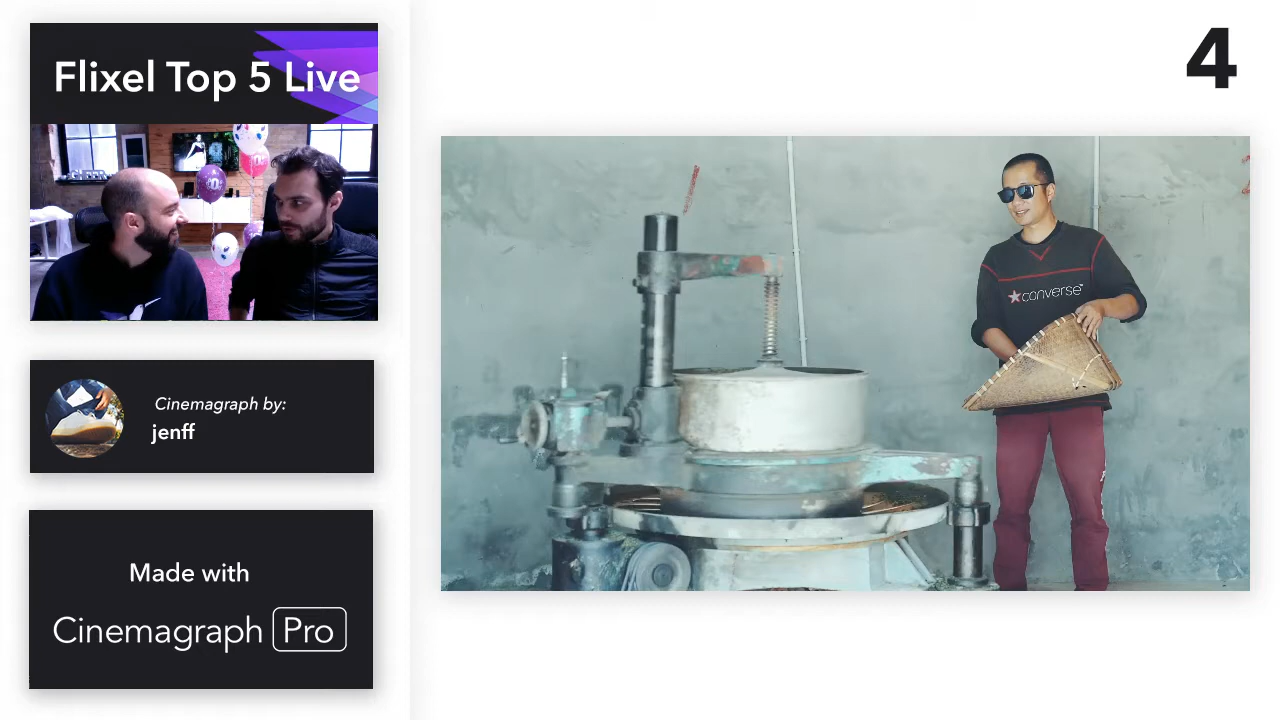 Flixel Top 5 Live
4
converse
Cinemagraph by:
jenff
Made with
Cinemagraph Pro